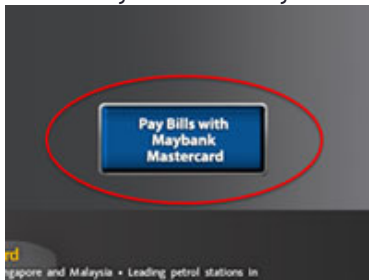 Pay Bills with
Maybank
Mastercard
rd
ngapore and Malaysia • Leading petrol stations in